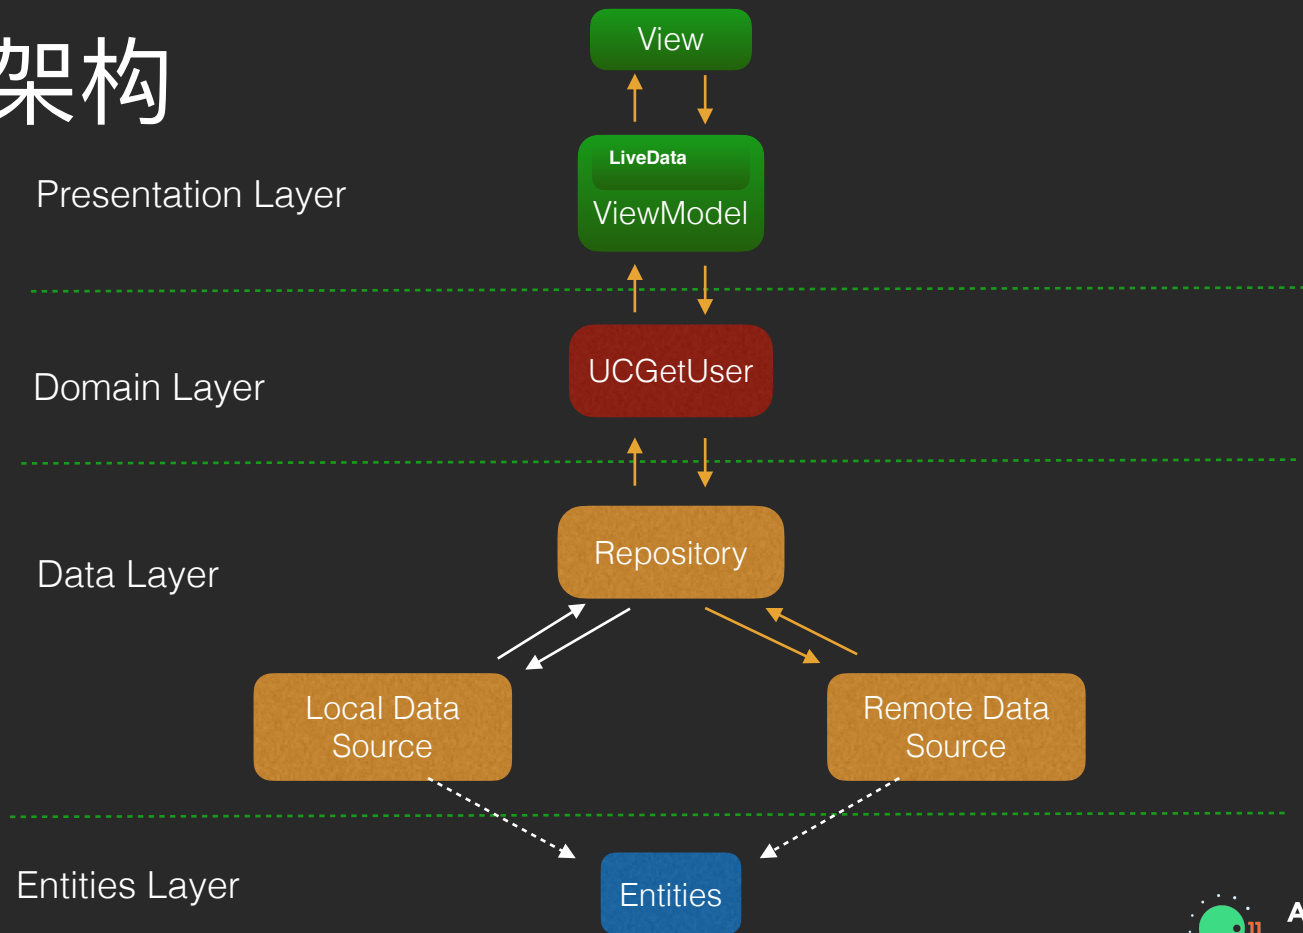 架构
View
LiveData
ViewModel
Presentation Layer
UCGetUser
Domain Layer
Repository
Data Layer
Local Data
Source
Remote Data
Source
Entities Layer
Entities
11
A